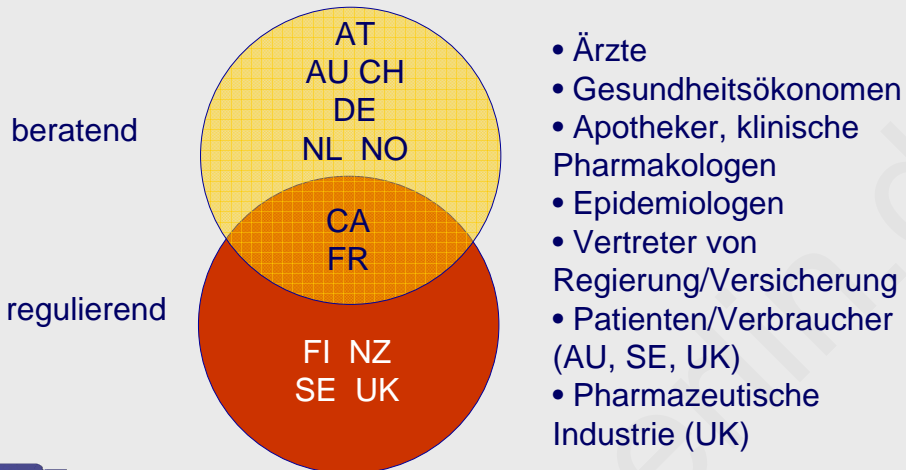 beratend
regulierend
AT
AU CH
DE
NL NO
CA
FR
FI NZ
SE UK
• Ärzte
• Gesundheitsökonomen
• Apotheker, klinische
Pharmakologen
• Epidemiologen
• Vertreter von
Regierung/Versicherung
• Patienten/Verbraucher
(AU, SE, UK)
• Pharmazeutische
Industrie (UK)